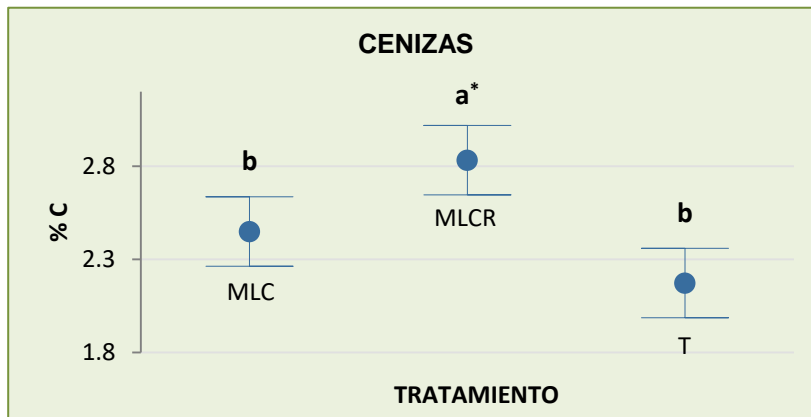 CENIZAS
a*
b
2.8
MLCR
b
% C
2.3
MLC
T
1.8
TRATAMIENTO